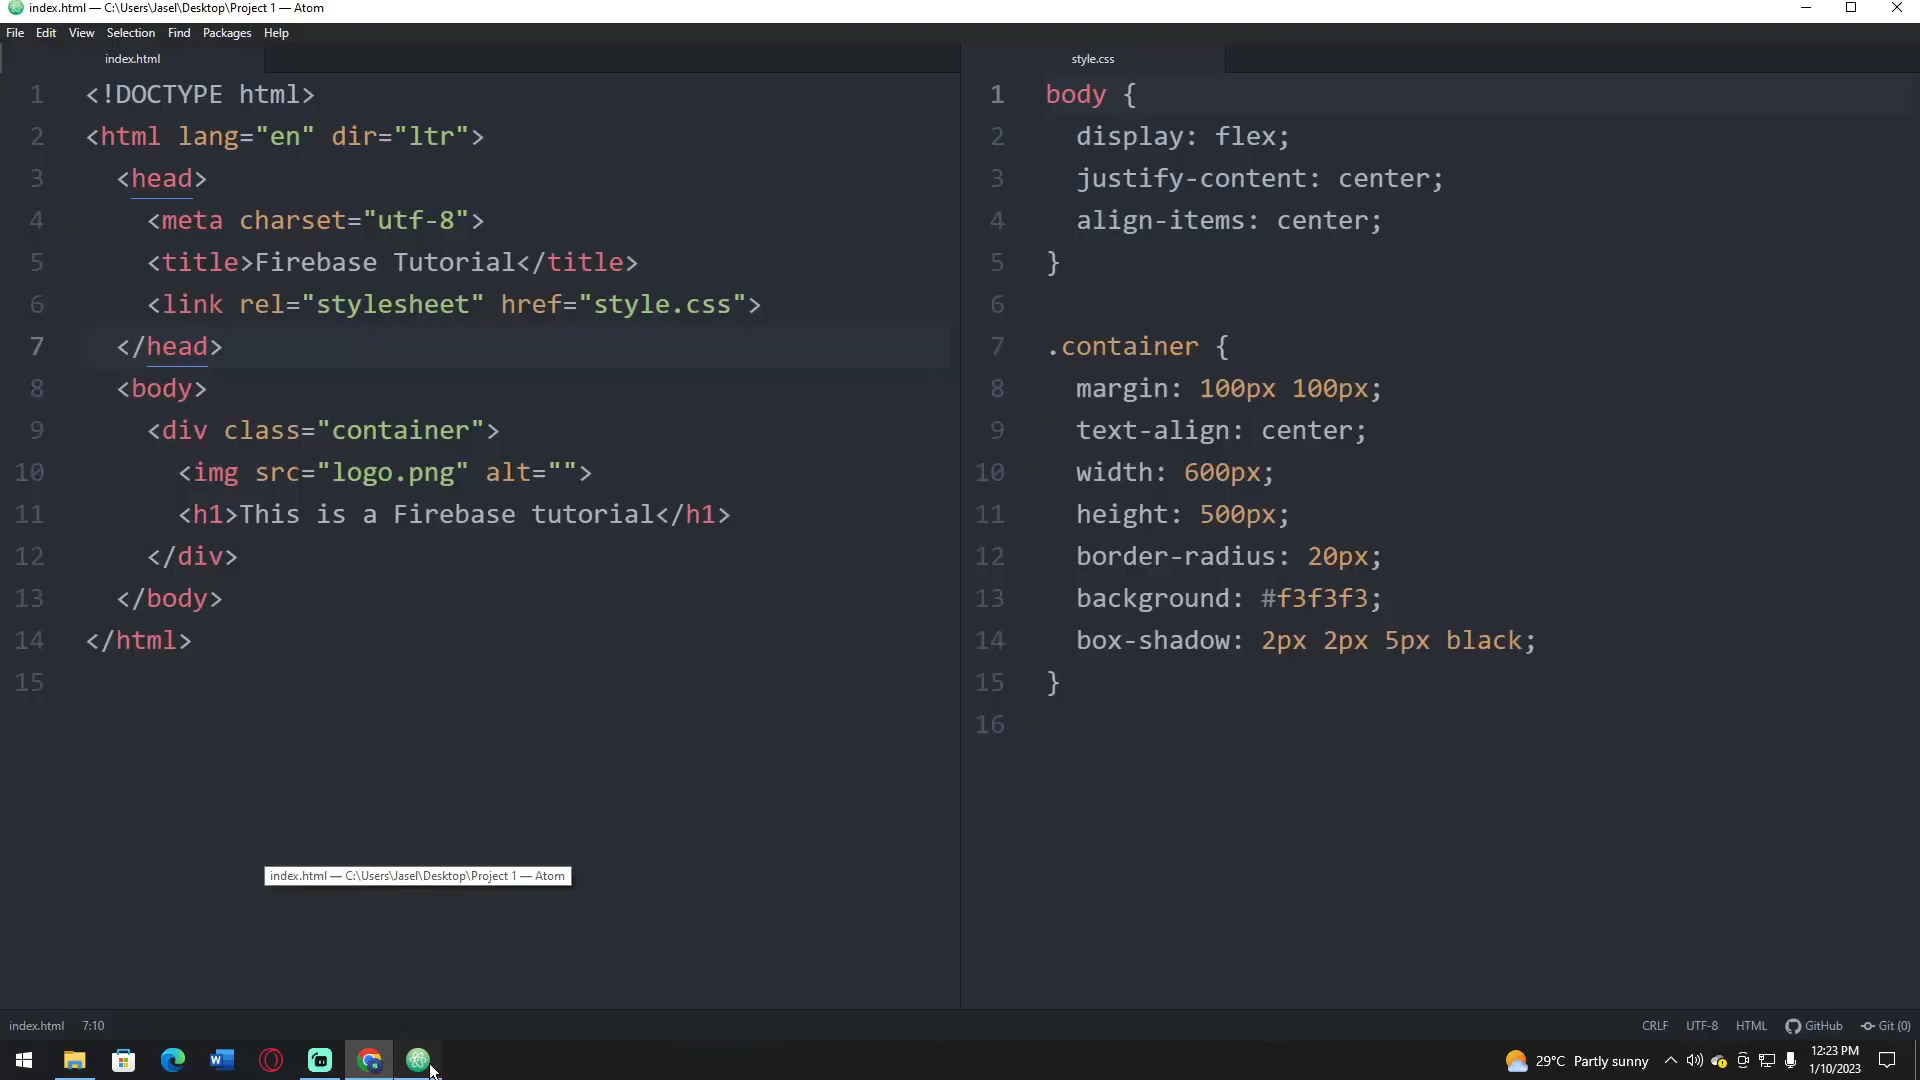 index.html — C:\Users\Jasel\Desktop\Project 1 — Atom
File Edit View Selection Find Packages Help
index.html
1 <!DOCTYPE html>
2 <html lang="en" dir="ltr">
3 <head>
4 <meta charset="utf-8">
5 <title>Firebase Tutorial</title>
6 <link rel="stylesheet" href="style.css">
7 </head>
8 <body>
9 <div class="container">
10 <img src="logo.png" alt="">
11 <h1>This is a Firebase tutorial</h1>
12 </div>
13 </body>
14 </html>
15
style.css
1 body {
2 display: flex;
3 justify-content: center;
4 align-items: center;
5 }
6
7 .container {
8 margin: 100px 100px;
9 text-align: center;
10 width: 600px;
11 height: 500px;
12 border-radius: 20px;
13 background: #f3f3f3;
14 box-shadow: 2px 2px 5px black;
15 }
16
index.html — C:\Users\Jasel\Desktop\Project 1 — Atom
index.html 7:10 CRLF UTF-8 HTML GitHub Git (0)
29°C Partly sunny
12:23 PM
1/10/2023